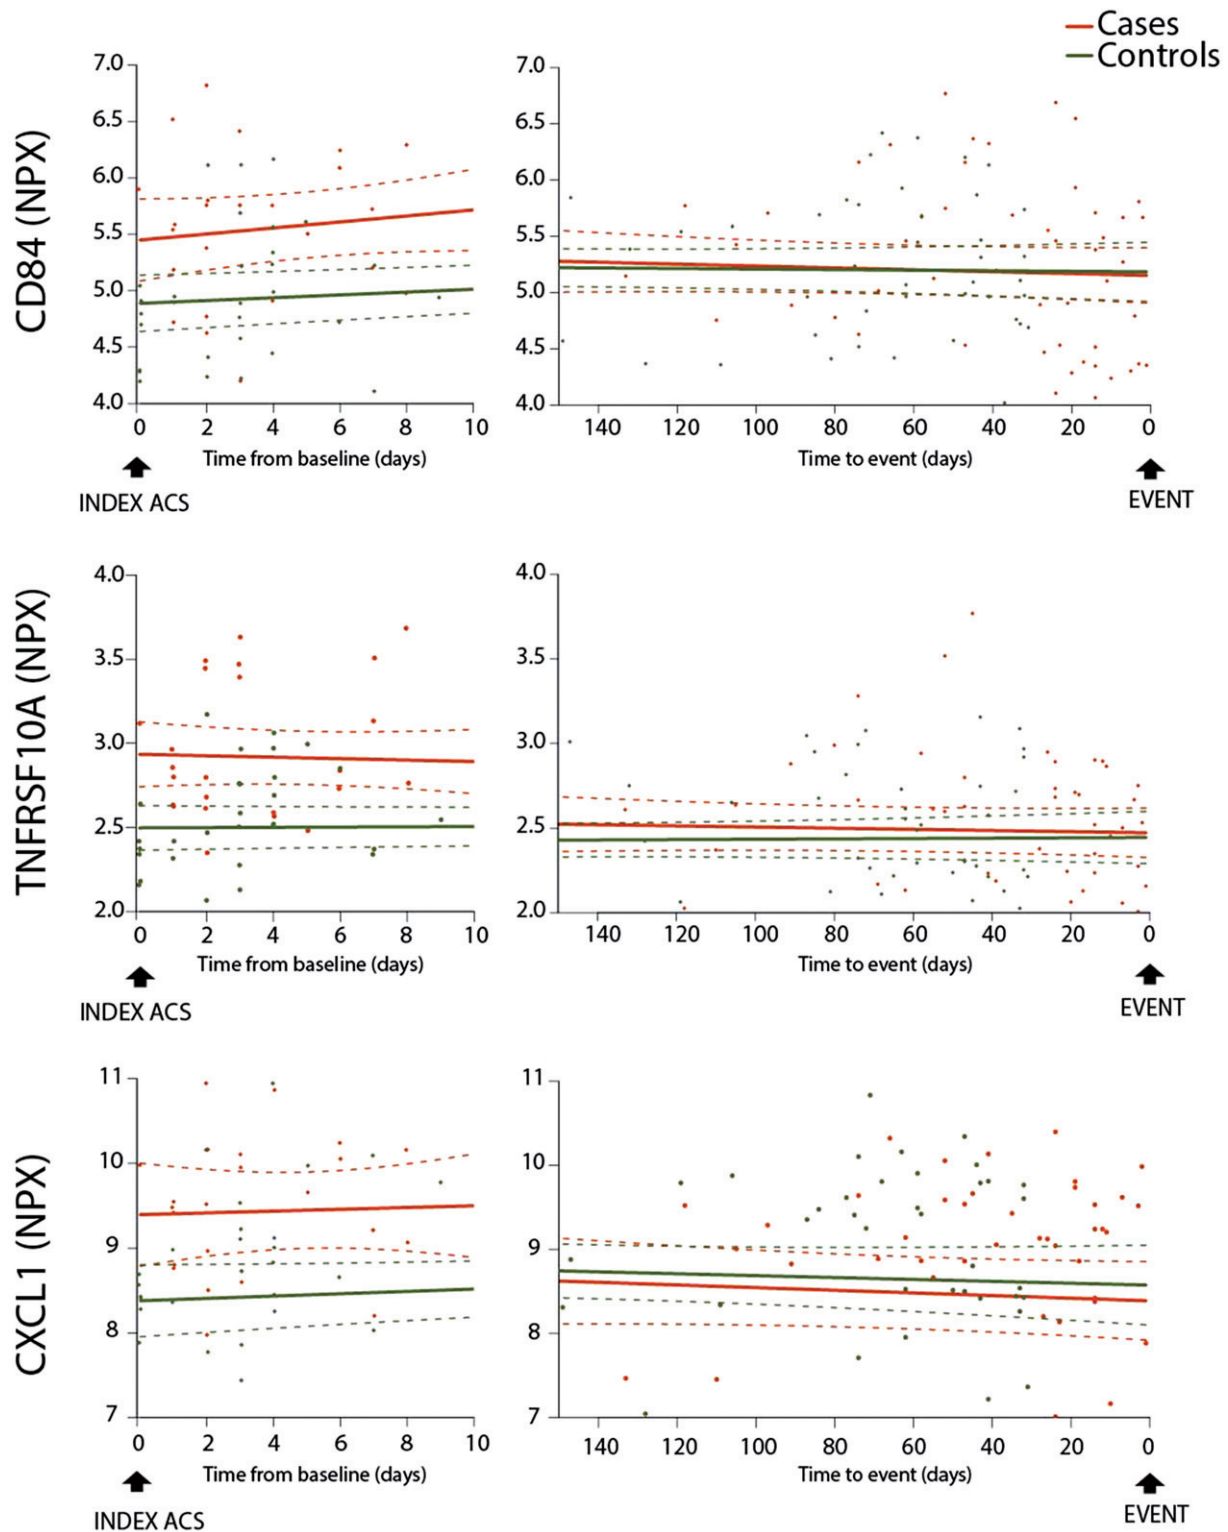 Cases
Controls
CD84 (NPX)
7.0
6.5
6.0
5.5
5.0
4.5
4.0
0 2 4 6 8 10
Time from baseline (days)
INDEX ACS
7.0
6.5
6.0
5.5
5.0
4.5
4.0
140 120 100 80 60 40 20 0
Time to event (days)
EVENT
TNFRSF10A (NPX)
4.0
3.5
3.0
2.5
2.0
0 2 4 6 8 10
Time from baseline (days)
INDEX ACS
4.0
3.5
3.0
2.5
2.0
140 120 100 80 60 40 20 0
Time to event (days)
EVENT
CXCL1 (NPX)
11
10
9
8
7
0 2 4 6 8 10
Time from baseline (days)
INDEX ACS
11
10
9
8
7
140 120 100 80 60 40 20 0
Time to event (days)
EVENT